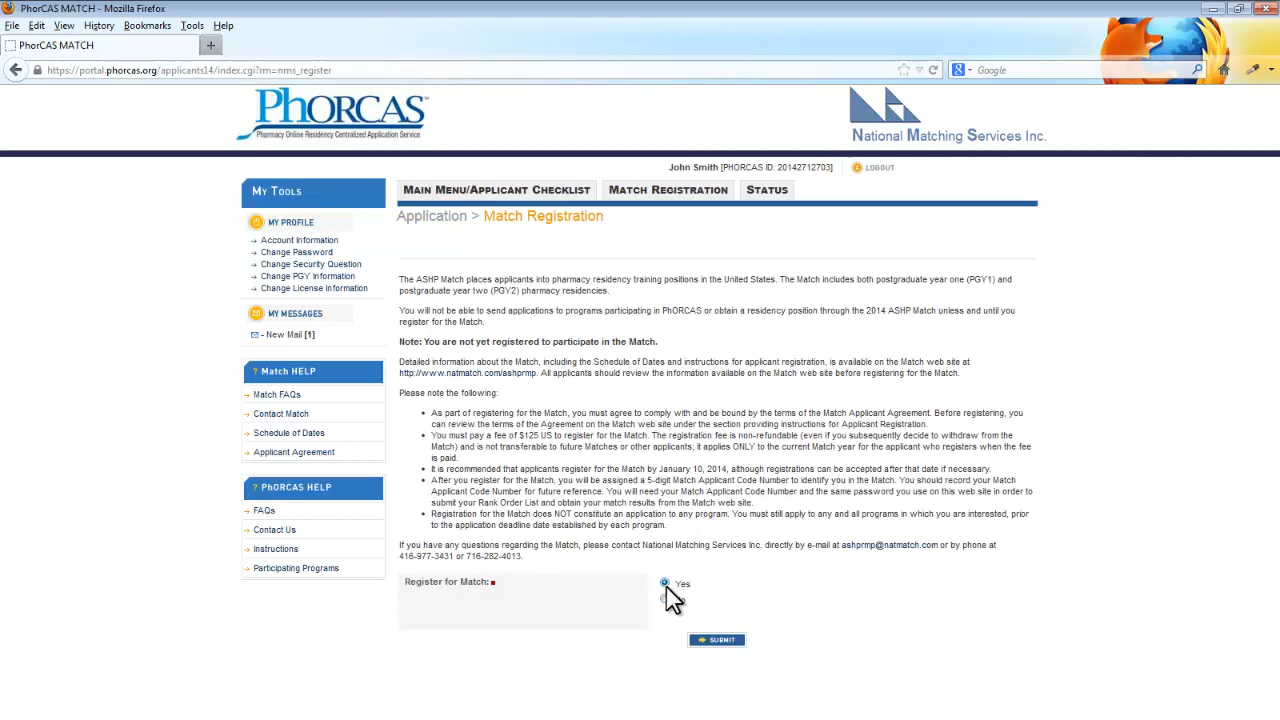 PhorCAS MATCH - Mozilla Firefox
File Edit View History Bookmarks Tools Help
PhorCAS MATCH
https://portal.phorcas.org/applicants14/index.cgi?rm=nms_register
Google
PhORCAS™
Pharmacy Online Residency Centralized Application Service
National Matching Services Inc.
John Smith [PHORCAS ID: 20142712703]
LOGOUT
MY TOOLS
MAIN MENU/APPLICANT CHECKLIST
MATCH REGISTRATION
STATUS
Application > Match Registration
MY PROFILE
Account Information
Change Password
Change Security Question
Change PGY Information
Change License Information
MY MESSAGES
- New Mail [1]
? Match HELP
Match FAQs
Contact Match
Schedule of Dates
Applicant Agreement
? PhORCAS HELP
FAQs
Contact Us
Instructions
Participating Programs
The ASHP Match places applicants into pharmacy residency training positions in the United States. The Match includes both postgraduate year one (PGY1) and
postgraduate year two (PGY2) pharmacy residencies.
You will not be able to send applications to programs participating in PhORCAS or obtain a residency position through the 2014 ASHP Match unless and until you
register for the Match.
Note: You are not yet registered to participate in the Match.
Detailed information about the Match, including the Schedule of Dates and instructions for applicant registration, is available on the Match web site at
http://www.natmatch.com/ashprmp. All applicants should review the information available on the Match web site before registering for the Match.
Please note the following:
• As part of registering for the Match, you must agree to comply with and be bound by the terms of the Match Applicant Agreement. Before registering, you
can review the terms of the Agreement on the Match web site under the section providing instructions for Applicant Registration.
• You must pay a fee of $125 US to register for the Match. The registration fee is non-refundable (even if you subsequently decide to withdraw from the
Match) and is not transferable to future Matches or other applicants; it applies ONLY to the current Match year for the applicant who registers when the fee
is paid.
• It is recommended that applicants register for the Match by January 10, 2014, although registrations can be accepted after that date if necessary.
• After you register for the Match, you will be assigned a 5-digit Match Applicant Code Number to identify you in the Match. You should record your Match
Applicant Code Number for future reference. You will need your Match Applicant Code Number and the same password you use on this web site in order to
submit your Rank Order List and obtain your match results from the Match web site.
• Registration for the Match does NOT constitute an application to any program. You must still apply to any and all programs in which you are interested, prior
to the application deadline date established by each program.
If you have any questions regarding the Match, please contact National Matching Services Inc. directly by e-mail at ashprmp@natmatch.com or by phone at
416-977-3431 or 716-282-4013.
Register for Match:
Yes
SUBMIT